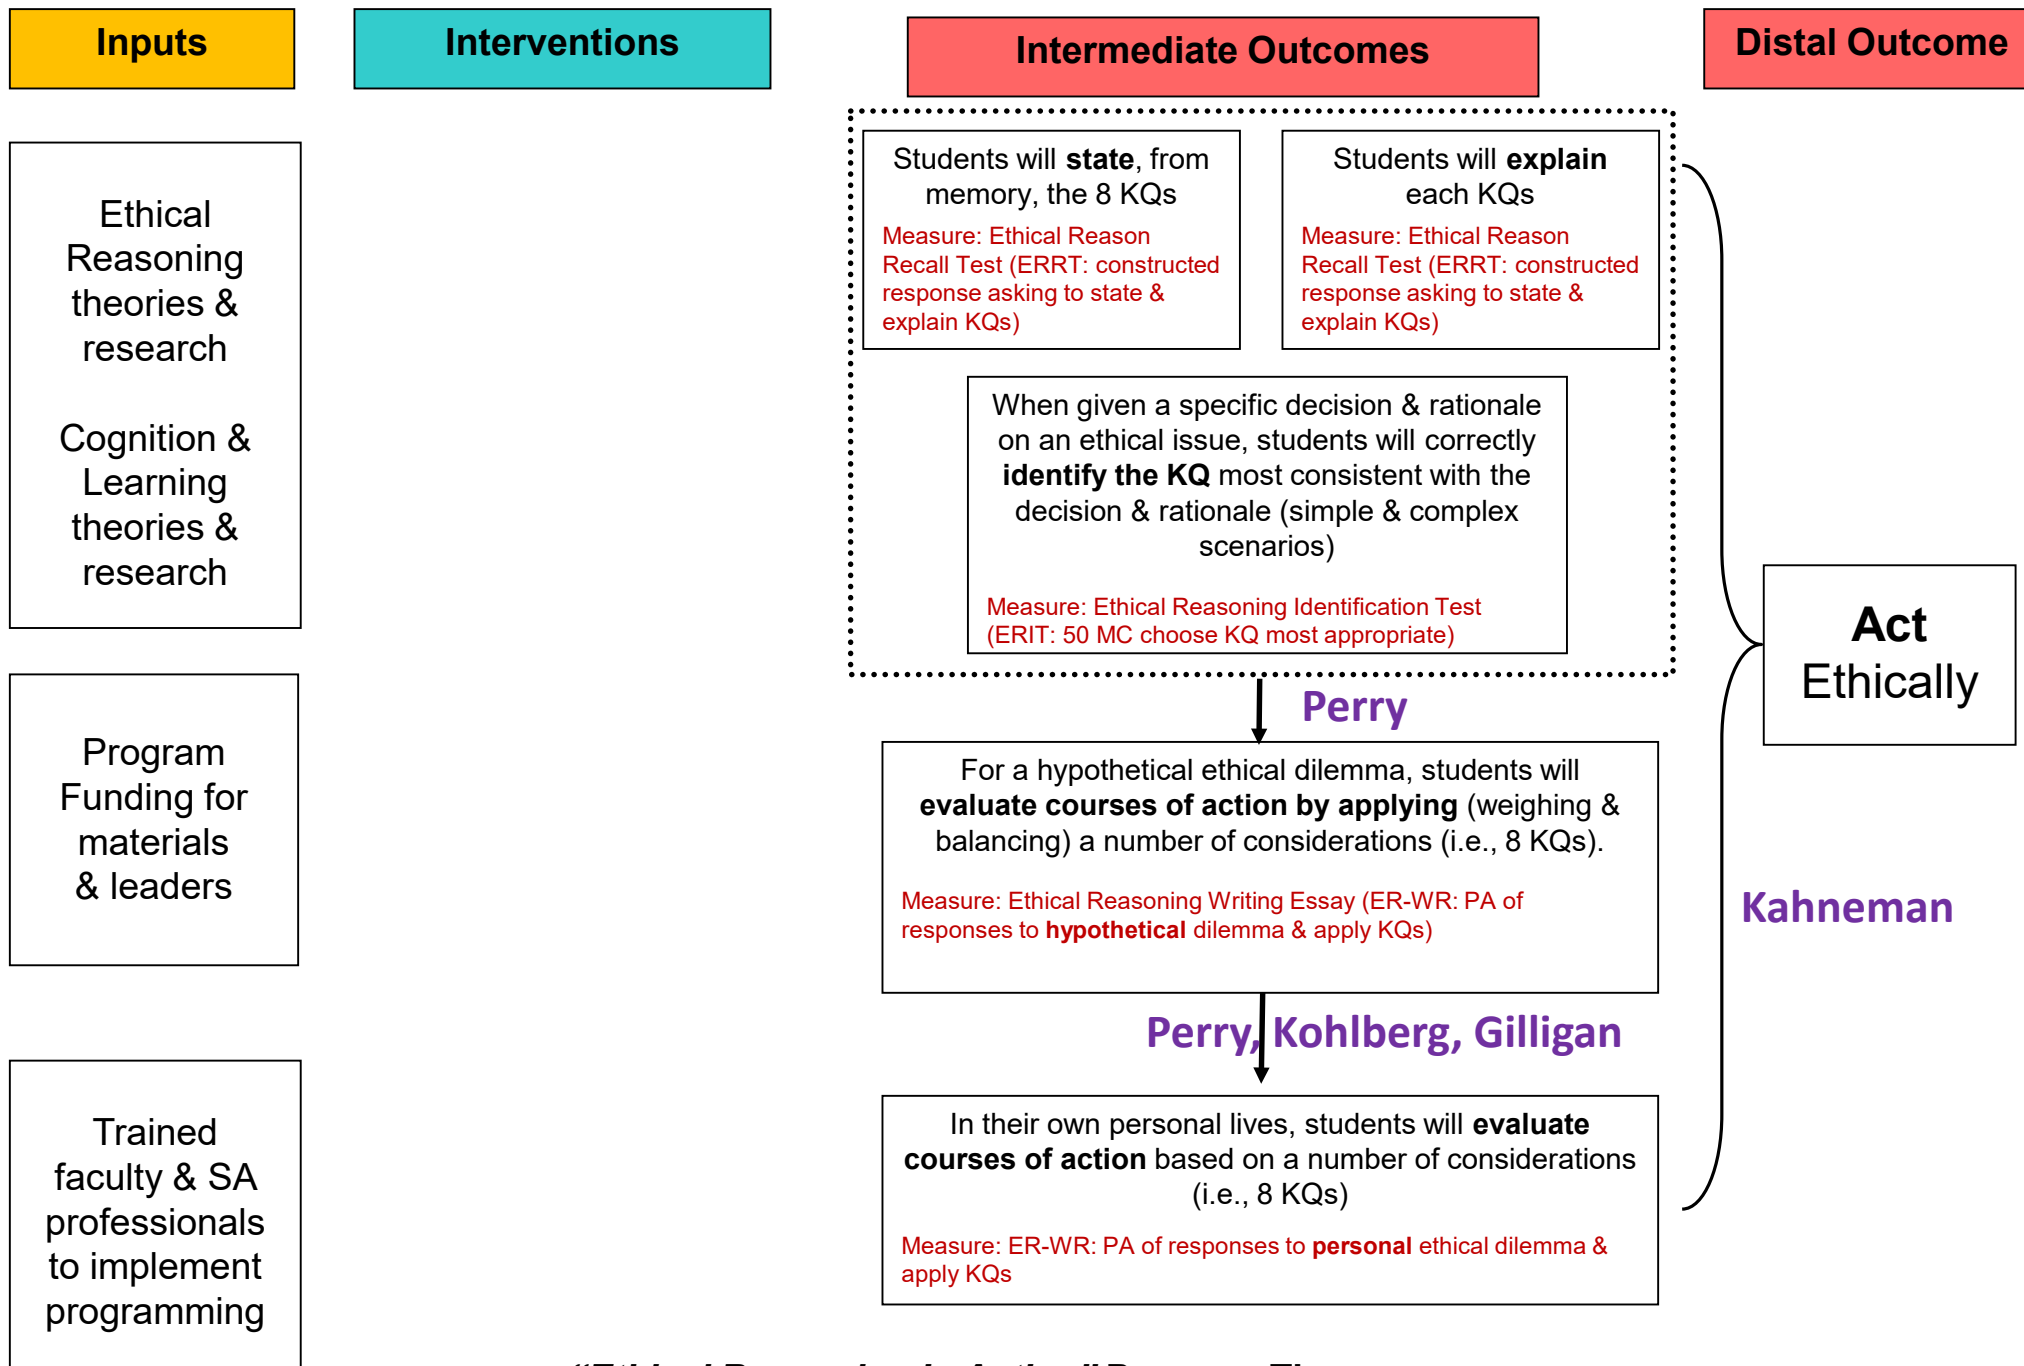 Inputs
Interventions
Intermediate Outcomes
Distal Outcome
Ethical
Reasoning
theories &
research
Cognition &
Learning
theories &
research
Program
Funding for
materials
& leaders
Trained
faculty & SA
professionals
to implement
programming
Students will state, from
memory, the 8 KQs
Measure: Ethical Reason
Recall Test (ERRT: constructed
response asking to state &
explain KQs)
Students will explain
each KQs
Measure: Ethical Reason
Recall Test (ERRT: constructed
response asking to state &
explain KQs)
When given a specific decision & rationale
on an ethical issue, students will correctly
identify the KQ most consistent with the
decision & rationale (simple & complex
scenarios)
Measure: Ethical Reasoning Identification Test
(ERIT: 50 MC choose KQ most appropriate)
Perry
For a hypothetical ethical dilemma, students will
evaluate courses of action by applying (weighing &
balancing) a number of considerations (i.e., 8 KQs).
Measure: Ethical Reasoning Writing Essay (ER-WR: PA of
responses to hypothetical dilemma & apply KQs)
Perry, Kohlberg, Gilligan
In their own personal lives, students will evaluate
courses of action based on a number of considerations
(i.e., 8 KQs)
Measure: ER-WR: PA of responses to personal ethical dilemma &
apply KQs
Act
Ethically
Kahneman